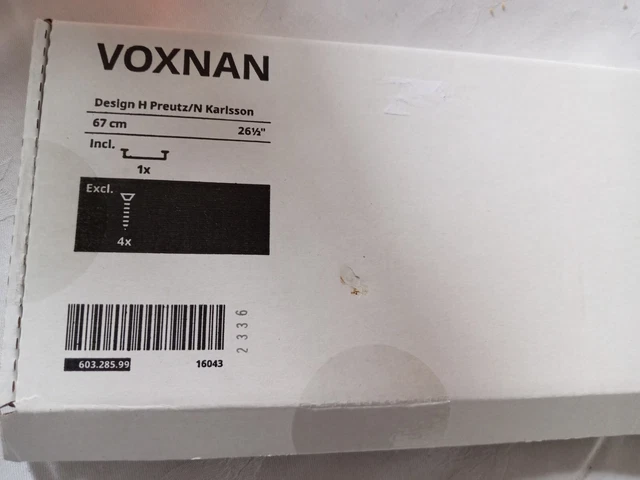 VOXNAN
Design H Preutz/N Karlsson
67 cm 26½"
Incl.
1x
Excl.
4x
2336
603.285.99 16043